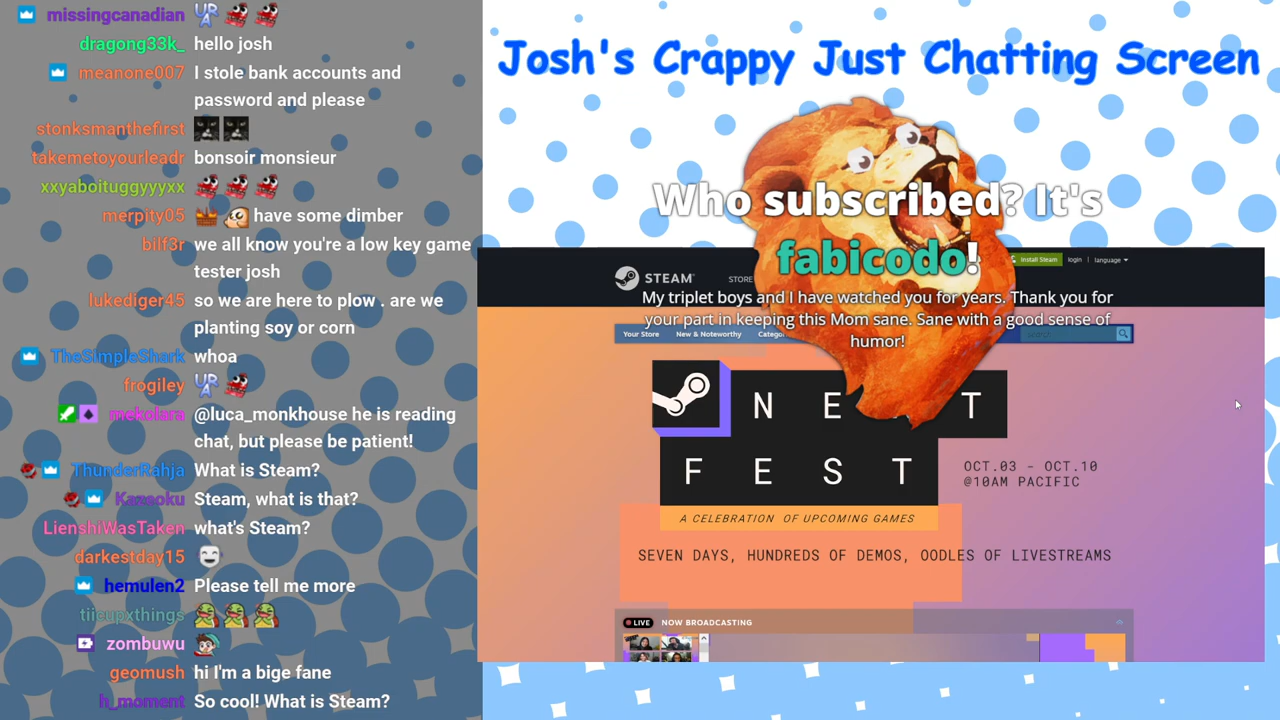 missingcanadian
dragong33k_ hello josh
meanone007 I stole bank accounts and
password and please
stonksmanthefirst
takemetoyourleadr bonsoir monsieur
xxyaboituggyyyxx
merpity05 have some dimber
bilf3r we all know you're a low key game
tester josh
lukediger45 so we are here to plow . are we
planting soy or corn
TheSimpleShark whoa
frogiley
mekolara @luca_monkhouse he is reading
chat, but please be patient!
ThunderRahja What is Steam?
Kazeoku Steam, what is that?
LienshiWasTaken what's Steam?
darkestday15
hemulen2 Please tell me more
tiieupxthings
zombuwu
geomush hi I'm a bige fane
h_moment So cool! What is Steam?
Josh's Crappy Just Chatting Screen
Who subscribed? It's
fabicodo!
My triplet boys and I have watched you for years. Thank you for
your part in keeping this Mom sane. Sane with a good sense of
humor!
STEAM STORE
Install Steam login language
Your Store New & Noteworthy
NEXT
FEST
OCT.03 - OCT.10
@10AM PACIFIC
A CELEBRATION OF UPCOMING GAMES
SEVEN DAYS, HUNDREDS OF DEMOS, OODLES OF LIVESTREAMS
LIVE NOW BROADCASTING